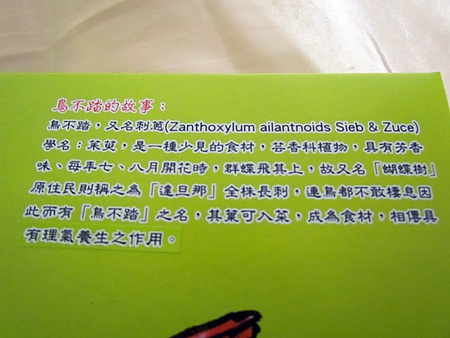 鳥不踏的故事：
鳥不踏，又名刺蔥(Zanthoxylum ailantnoids Sieb & Zuce)
學名：茱萸，是一種少見的食材，芸香科植物，具有芳香
味、每年七、八月開花時，群蝶飛其上，故又名「蝴蝶樹」
原住民則稱之為「達旦那」全株長刺，連鳥都不敢棲息因
此而有「鳥不踏」之名，其葉可入菜，成為食材，相傳具
有理氣養生之作用。